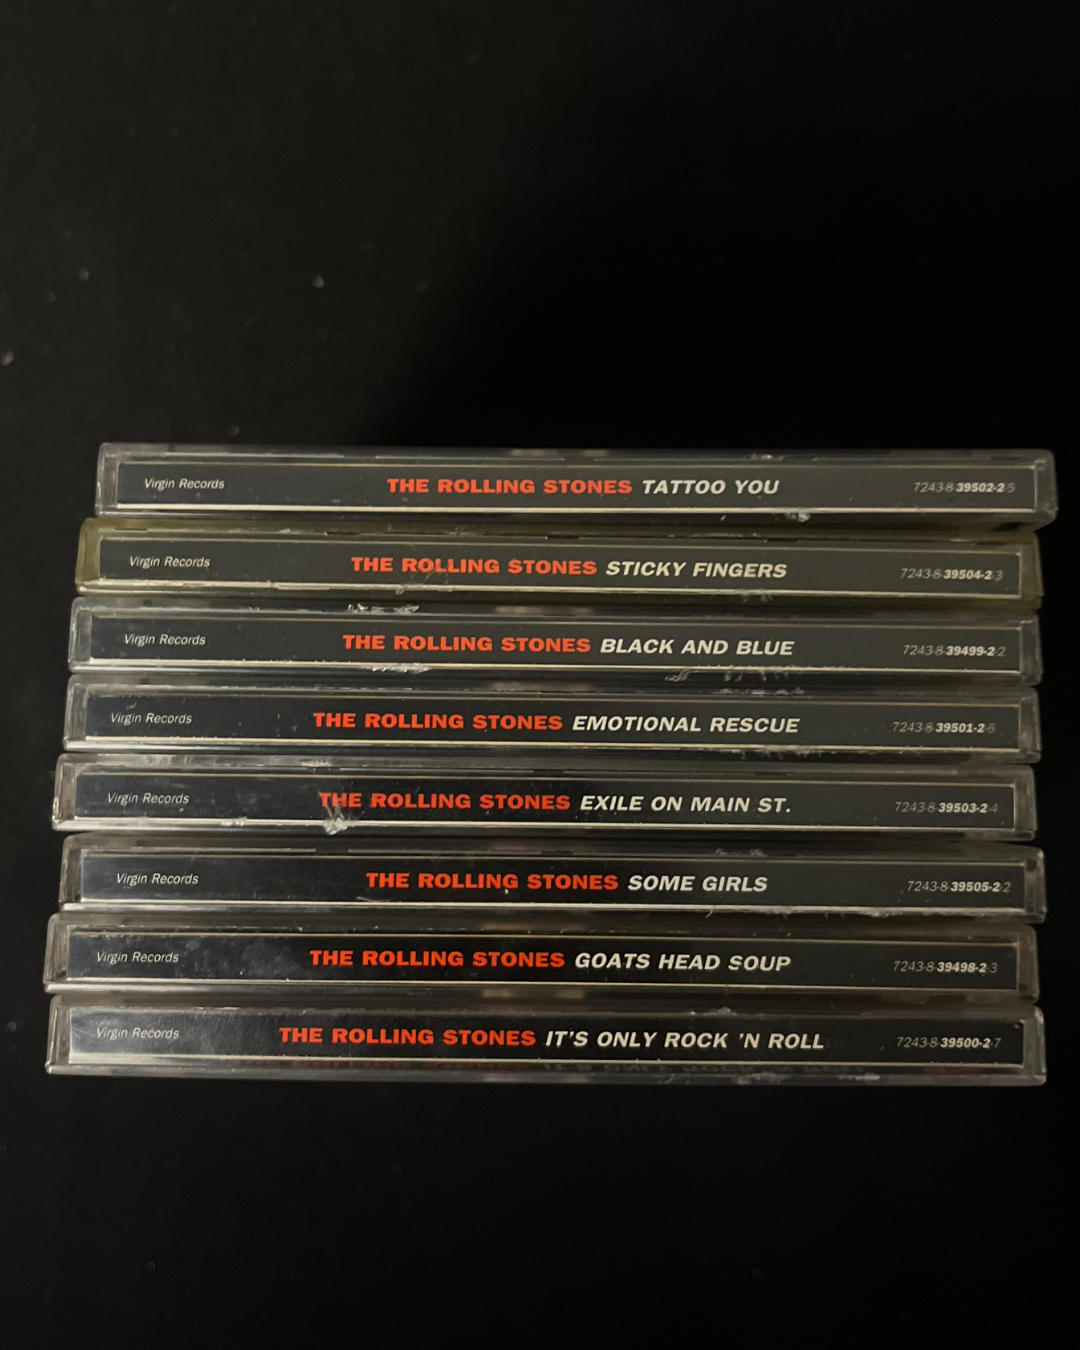 Virgin Records THE ROLLING STONES TATTOO YOU 7243-8-39502-2-5
Virgin Records THE ROLLING STONES STICKY FINGERS 7243-8-39504-2-3
Virgin Records THE ROLLING STONES BLACK AND BLUE 7243-8-39499-2-2
Virgin Records THE ROLLING STONES EMOTIONAL RESCUE 7243-8-39501-2-6
Virgin Records THE ROLLING STONES EXILE ON MAIN ST. 7243-8-39503-2-4
Virgin Records THE ROLLING STONES SOME GIRLS 7243-8-39505-2-2
Virgin Records THE ROLLING STONES GOATS HEAD SOUP 7243-8-39498-2-3
Virgin Records THE ROLLING STONES IT'S ONLY ROCK 'N ROLL 7243-8-39500-2-7